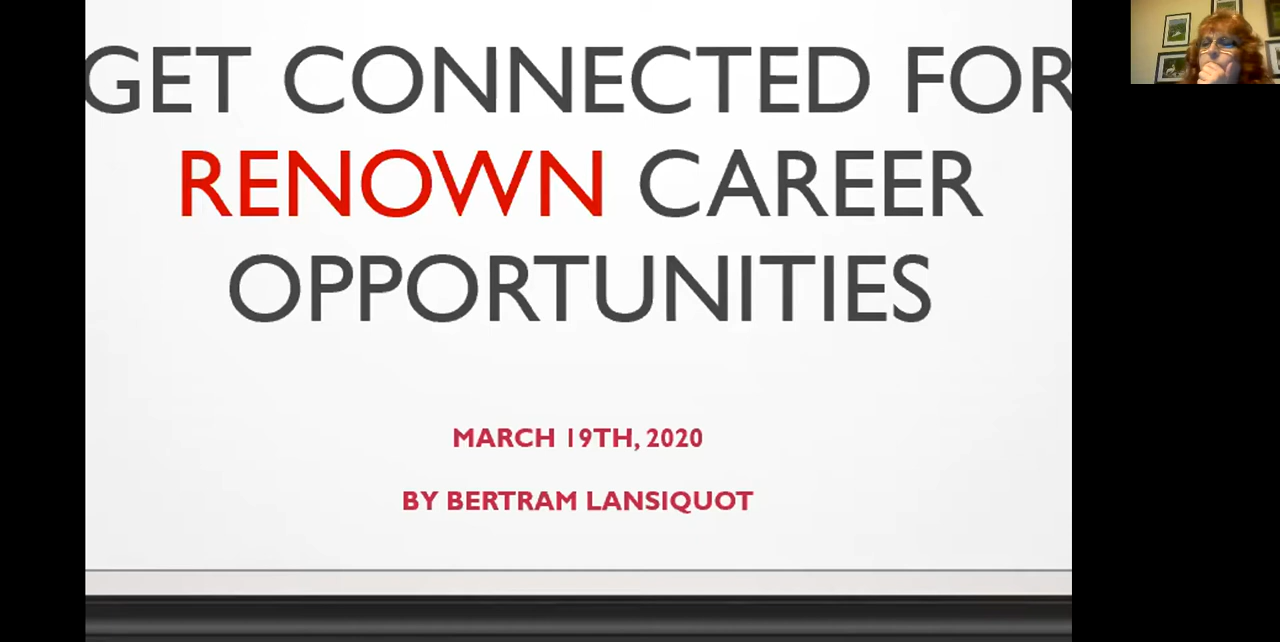 GET CONNECTED FOR
RENOWN CAREER
OPPORTUNITIES
MARCH 19TH, 2020
BY BERTRAM LANSIQUOT